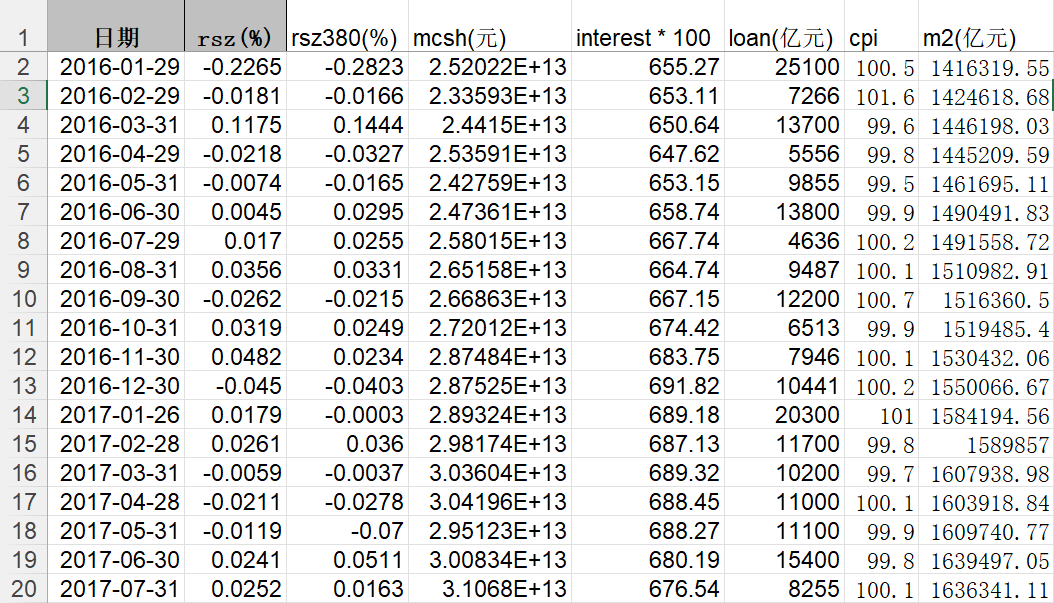 1 日期 rsz(%) rsz380(%) mcsh(元) interest * 100 loan(亿元) cpi m2(亿元)
2 2016-01-29 -0.2265 -0.2823 2.52022E+13 655.27 25100 100.5 1416319.55
3 2016-02-29 -0.0181 -0.0166 2.33593E+13 653.11 7266 101.6 1424618.68
4 2016-03-31 0.1175 0.1444 2.4415E+13 650.64 13700 99.6 1446198.03
5 2016-04-29 -0.0218 -0.0327 2.53591E+13 647.62 5556 99.8 1445209.59
6 2016-05-31 -0.0074 -0.0165 2.42759E+13 653.15 9855 99.5 1461695.11
7 2016-06-30 0.0045 0.0295 2.47361E+13 658.74 13800 99.9 1490491.83
8 2016-07-29 0.017 0.0255 2.58015E+13 667.74 4636 100.2 1491558.72
9 2016-08-31 0.0356 0.0331 2.65158E+13 664.74 9487 100.1 1510982.91
10 2016-09-30 -0.0262 -0.0215 2.66863E+13 667.15 12200 100.7 1516360.5
11 2016-10-31 0.0319 0.0249 2.72012E+13 674.42 6513 99.9 1519485.4
12 2016-11-30 0.0482 0.0234 2.87484E+13 683.75 7946 100.1 1530432.06
13 2016-12-30 -0.045 -0.0403 2.87525E+13 691.82 10441 100.2 1550066.67
14 2017-01-26 0.0179 -0.0003 2.89324E+13 689.18 20300 101 1584194.56
15 2017-02-28 0.0261 0.036 2.98174E+13 687.13 11700 99.8 1589857
16 2017-03-31 -0.0059 -0.0037 3.03604E+13 689.32 10200 99.7 1607938.98
17 2017-04-28 -0.0211 -0.0278 3.04196E+13 688.45 11000 100.1 1603918.84
18 2017-05-31 -0.0119 -0.07 2.95123E+13 688.27 11100 99.9 1609740.77
19 2017-06-30 0.0241 0.0511 3.00834E+13 680.19 15400 99.8 1639497.05
20 2017-07-31 0.0252 0.0163 3.1068E+13 676.54 8255 100.1 1636341.11